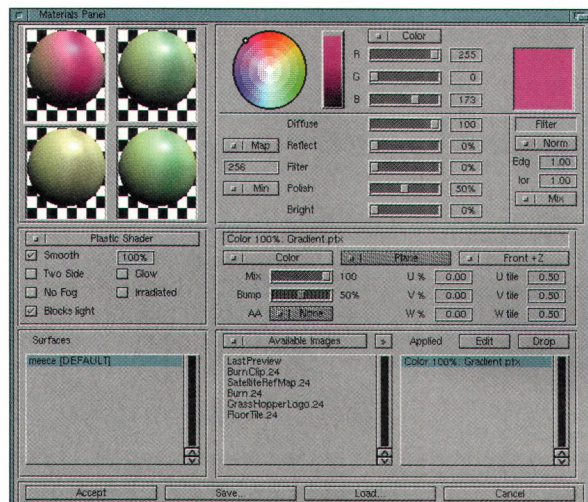 Materials Panel
Color
R 255
G 0
B 173
Diffuse 100
Map Reflect 0%
256 Filter 0%
Min Polish 50%
Bright 0%
Filter
Norm
Edg 1.00
Ior 1.00
Mix
Plastic Shader
Smooth 100%
Two Side Glow
No Fog Irradiated
Blocks light
Color 100%: Gradient ptx
Color Plane Front +Z
Mix 100 U % 0.00 U tile 0.50
Bump 50% V % 0.00 V tile 0.50
AA None W % 0.00 W tile 0.50
Surfaces
meece [DEFAULT]
Available Images
LastPreview
BurnClip.24
SatelliteRefMap.24
Burn.24
GrassHopperLogo.24
FloorTile.24
Applied Edit Drop
Color 100%: Gradient ptx
Accept Save... Load... Cancel